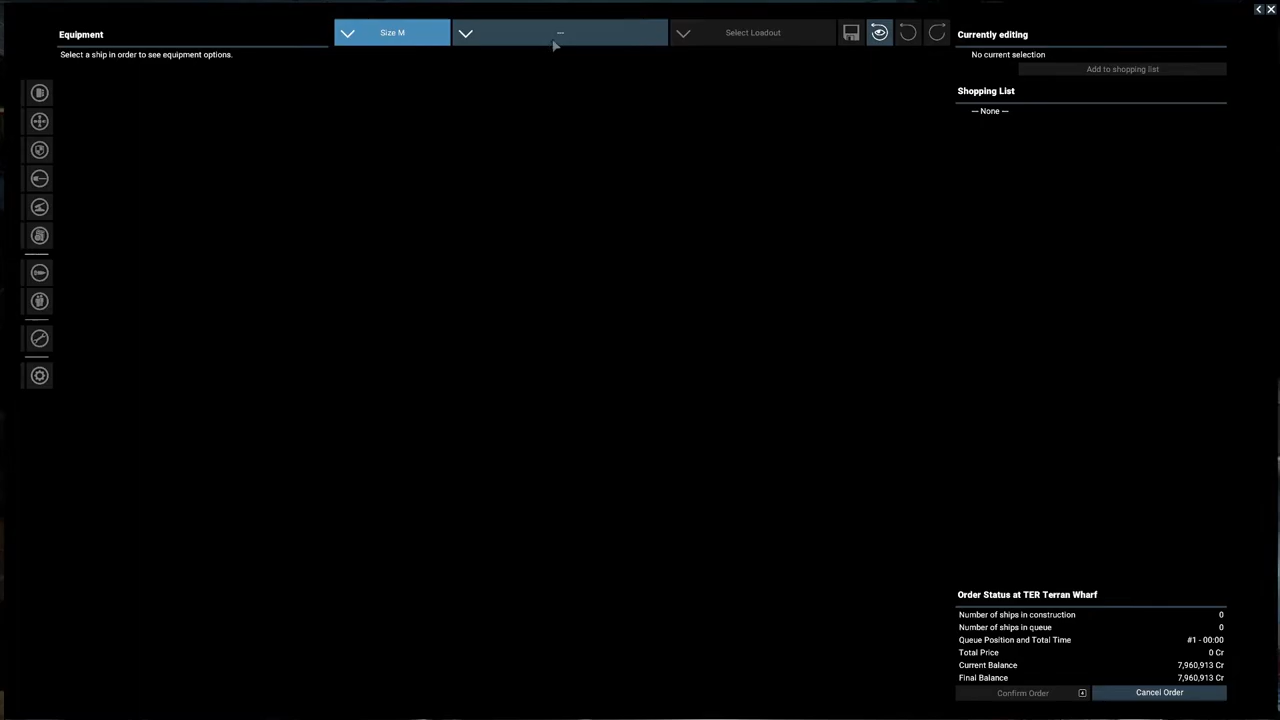 Equipment
Select a ship in order to see equipment options.
Size M
---
Select Loadout
Currently editing
No current selection
Add to shopping list
Shopping List
--- None ---
Order Status at TER Terran Wharf
Number of ships in construction 0
Number of ships in queue 0
Queue Position and Total Time #1 - 00:00
Total Price 0 Cr
Current Balance 7,960,913 Cr
Final Balance 7,960,913 Cr
Confirm Order
Cancel Order